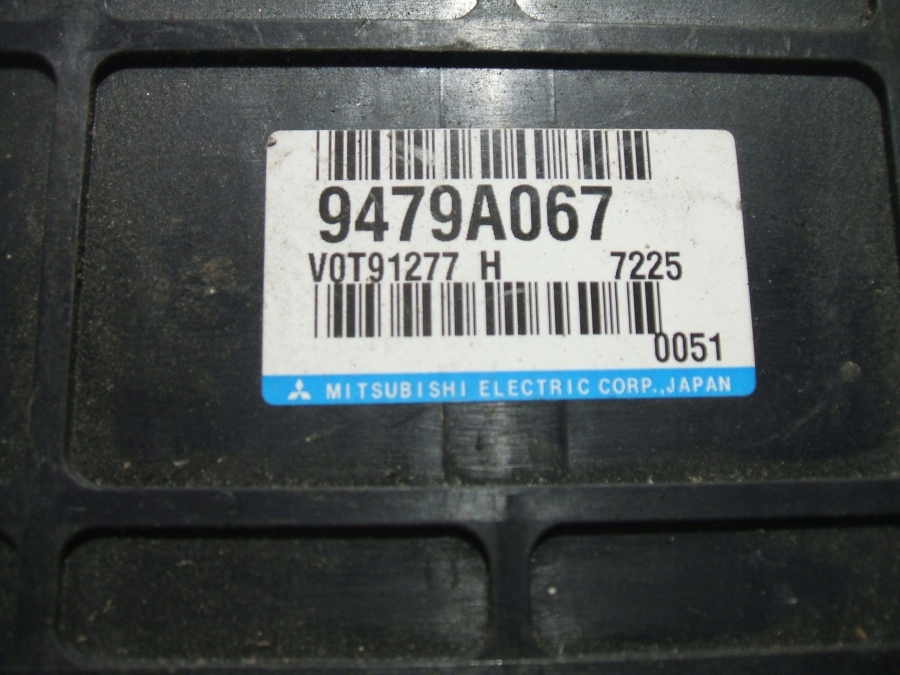 9479A067
V0T91277 H 7225
0051
MITSUBISHI ELECTRIC CORP.,JAPAN